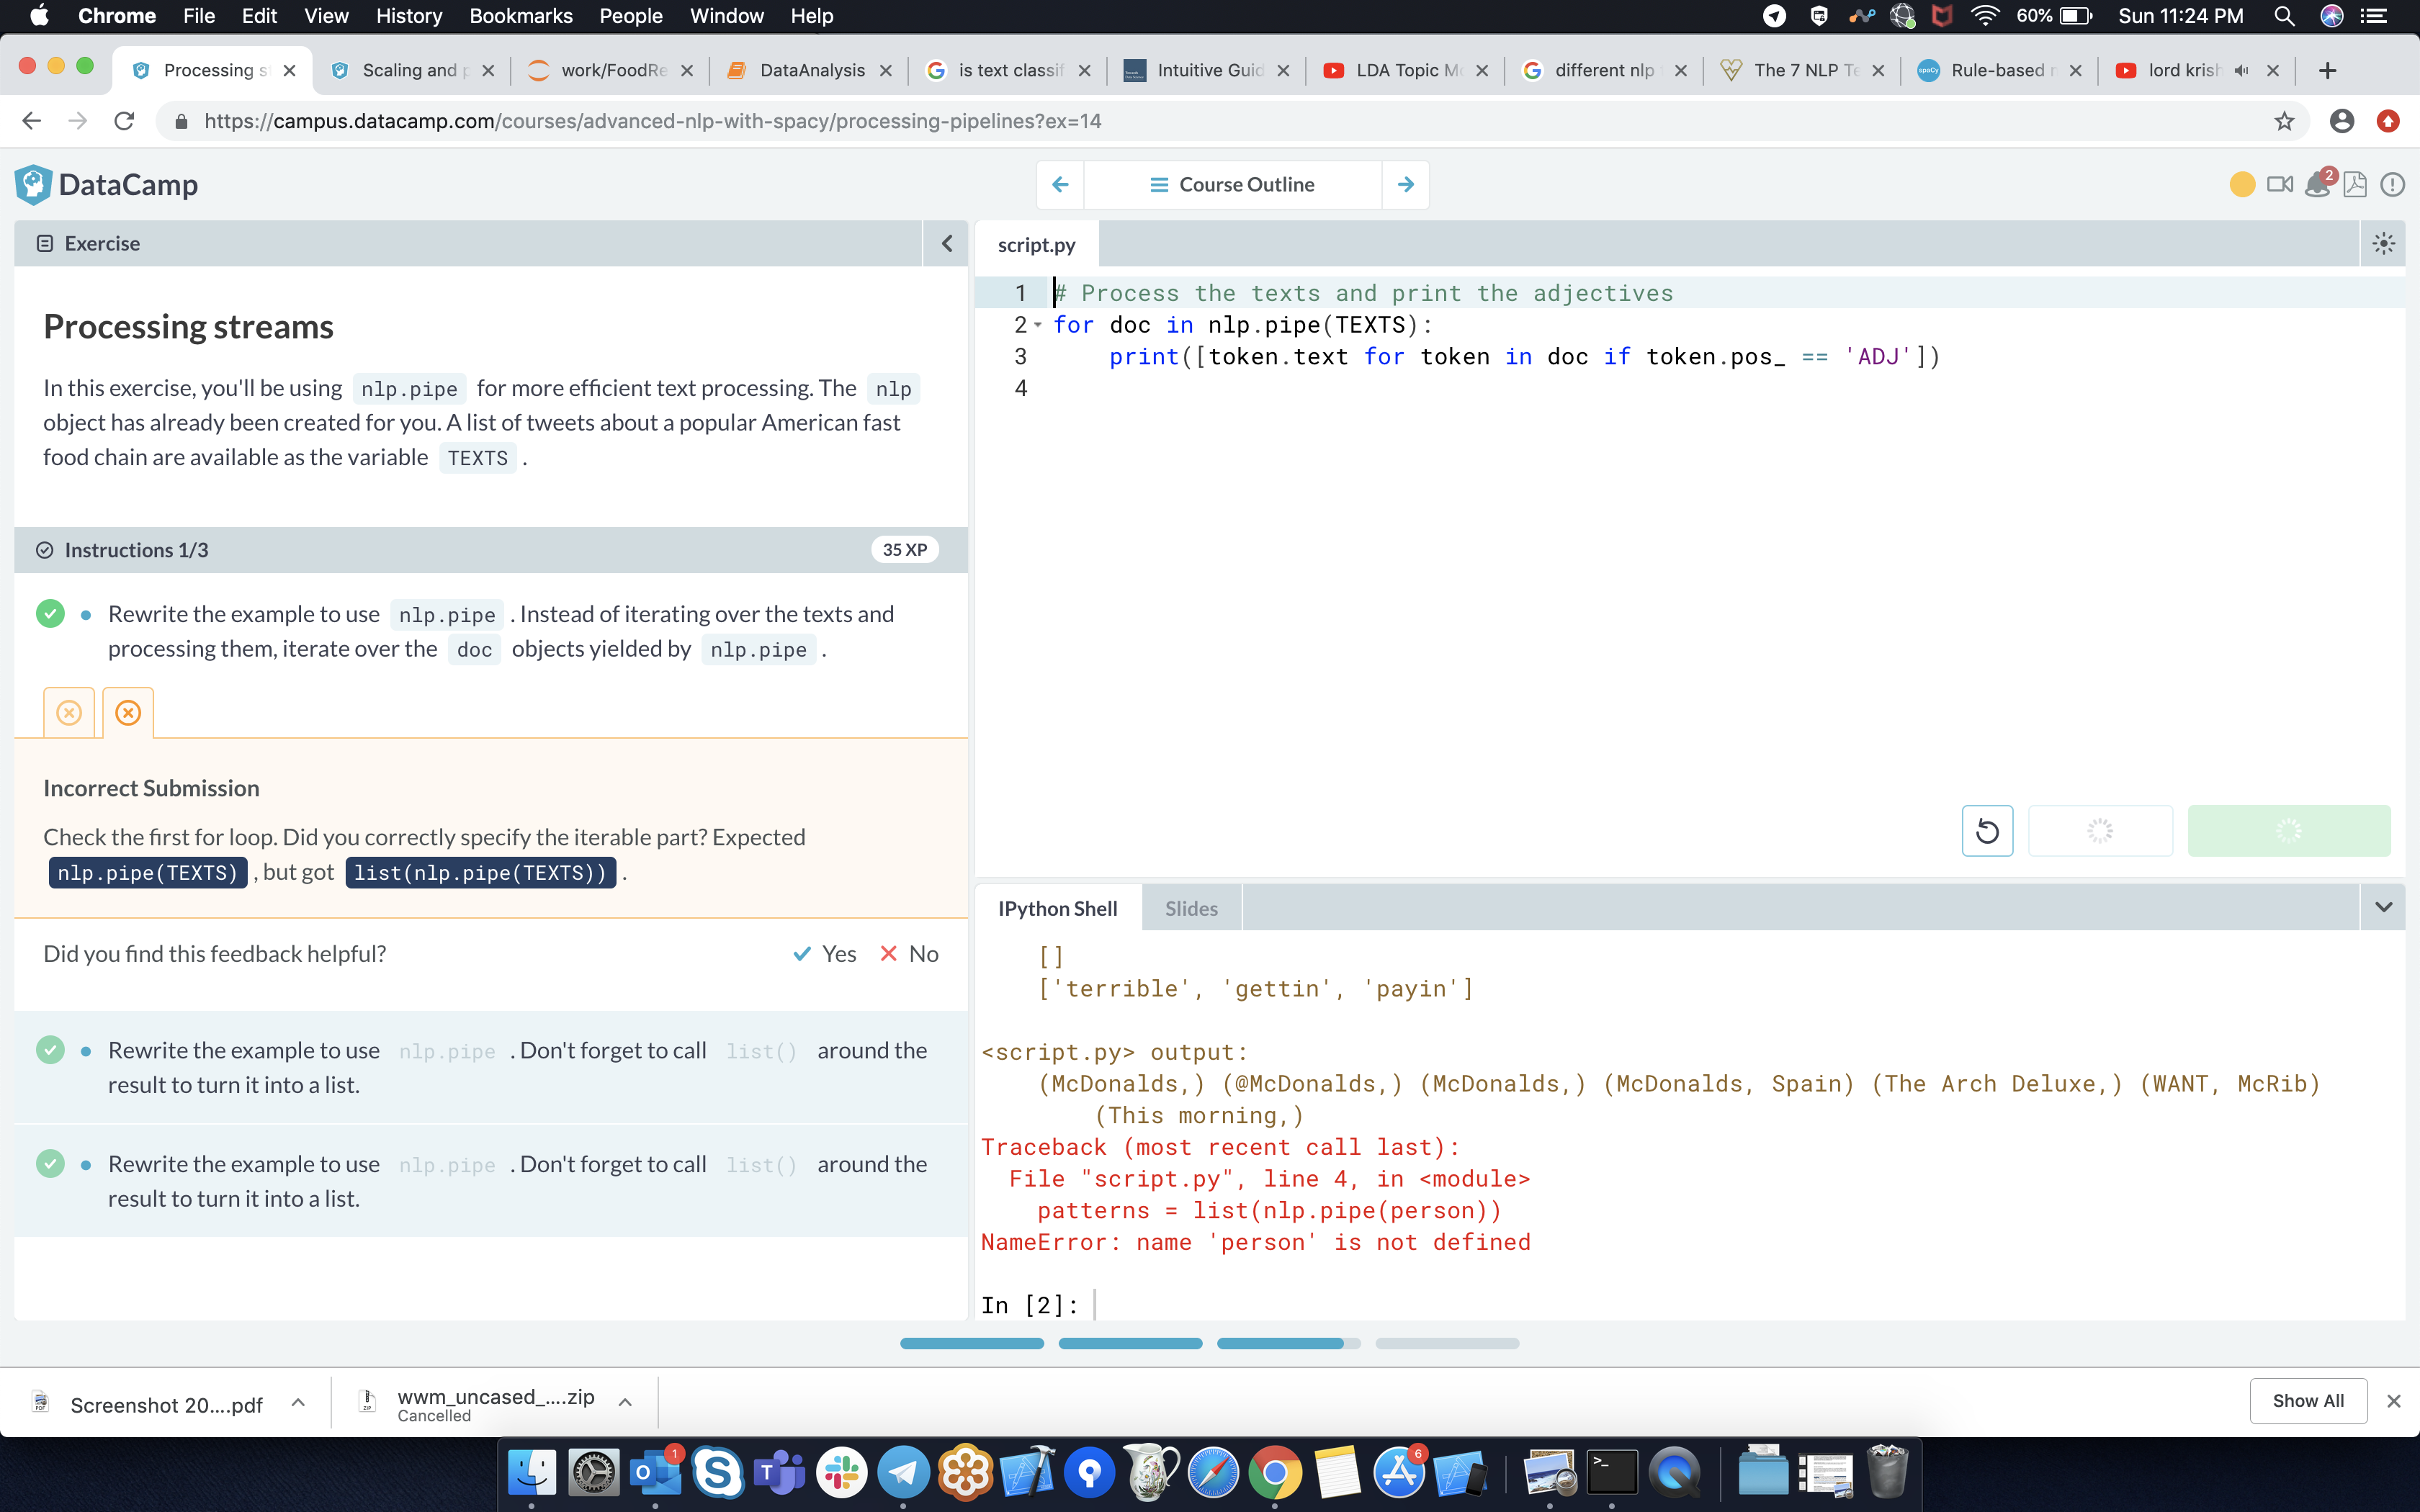 Chrome File Edit View History Bookmarks People Window Help 60% Sun 11:24 PM
Processing s Scaling and p work/FoodRe DataAnalysis is text classif Intuitive Guid LDA Topic Mo different nlp The 7 NLP Te Rule-based lord krish
https://campus.datacamp.com/courses/advanced-nlp-with-spacy/processing-pipelines?ex=14
DataCamp
Course Outline
2
Exercise
Processing streams
In this exercise, you'll be using nlp.pipe for more efficient text processing. The nlp
object has already been created for you. A list of tweets about a popular American fast
food chain are available as the variable TEXTS .
Instructions 1/3
35 XP
Rewrite the example to use nlp.pipe . Instead of iterating over the texts and
processing them, iterate over the doc objects yielded by nlp.pipe .
Incorrect Submission
Check the first for loop. Did you correctly specify the iterable part? Expected
nlp.pipe(TEXTS) , but got list(nlp.pipe(TEXTS)) .
Did you find this feedback helpful?
Yes No
Rewrite the example to use nlp.pipe . Don't forget to call list() around the
result to turn it into a list.
Rewrite the example to use nlp.pipe . Don't forget to call list() around the
result to turn it into a list.
script.py
1 # Process the texts and print the adjectives
2 for doc in nlp.pipe(TEXTS):
3 print([token.text for token in doc if token.pos_ == 'ADJ'])
4
IPython Shell Slides
[]
['terrible', 'gettin', 'payin']
<script.py> output:
(McDonalds,) (@McDonalds,) (McDonalds,) (McDonalds, Spain) (The Arch Deluxe,) (WANT, McRib)
(This morning,)
Traceback (most recent call last):
File "script.py", line 4, in <module>
patterns = list(nlp.pipe(person))
NameError: name 'person' is not defined
In [2]:
Screenshot 20....pdf
wwm_uncased_....zip
Cancelled
Show All
1
6